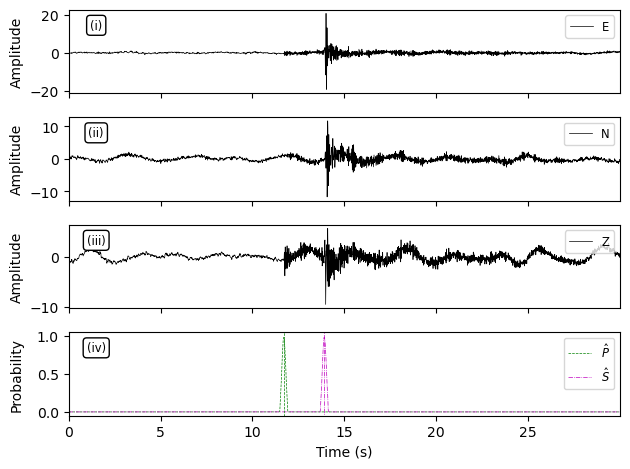 Amplitude
20
0
−20
(i)
E
Amplitude
10
0
−10
(ii)
N
Amplitude
0
−10
(iii)
Z
Probability
1.0
0.5
0.0
(iv)
P̂
Ŝ
0 5 10 15 20 25
Time (s)